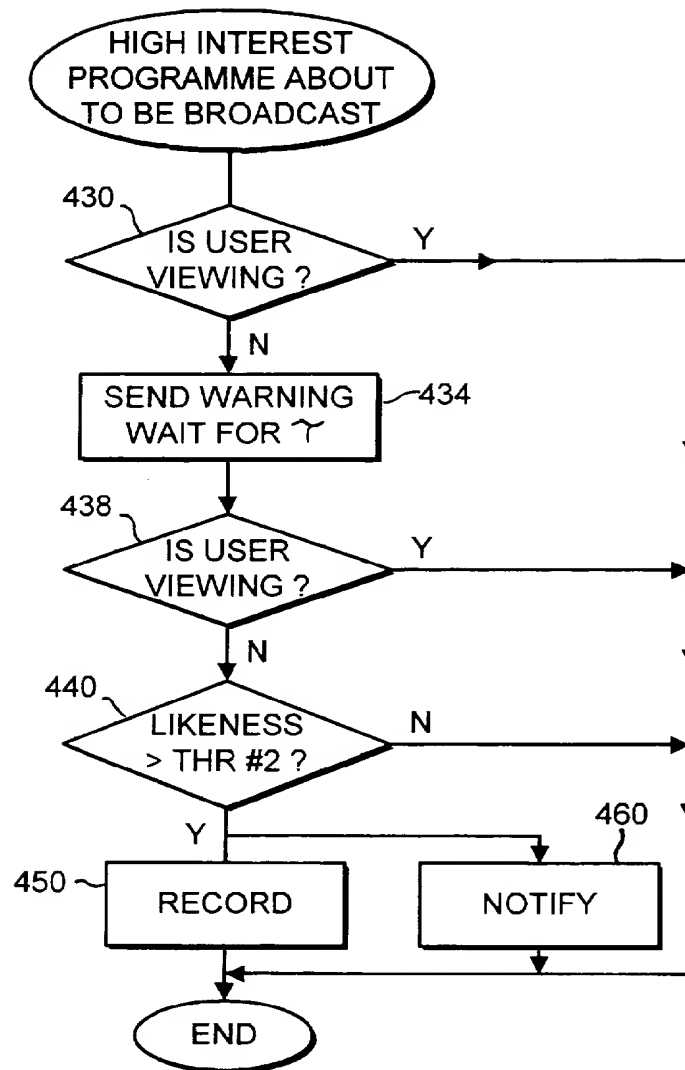 HIGH INTEREST
PROGRAMME ABOUT
TO BE BROADCAST
430
IS USER
VIEWING ?
Y
N
SEND WARNING
WAIT FOR
434
438
IS USER
VIEWING ?
Y
N
440
LIKENESS
> THR #2 ?
N
Y
460
450
RECORD
NOTIFY
END